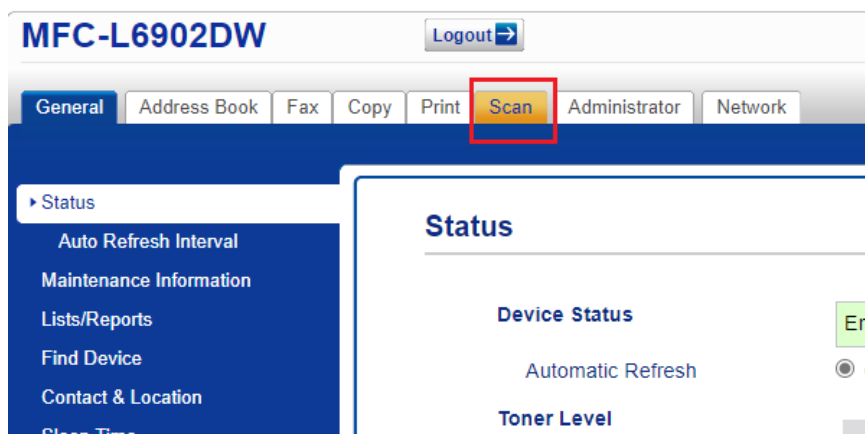 MFC-L6902DW Logout
General Address Book Fax Copy Print Scan Administrator Network
Status
Auto Refresh Interval
Maintenance Information
Lists/Reports
Find Device
Contact & Location
Status
Device Status
Automatic Refresh
Toner Level